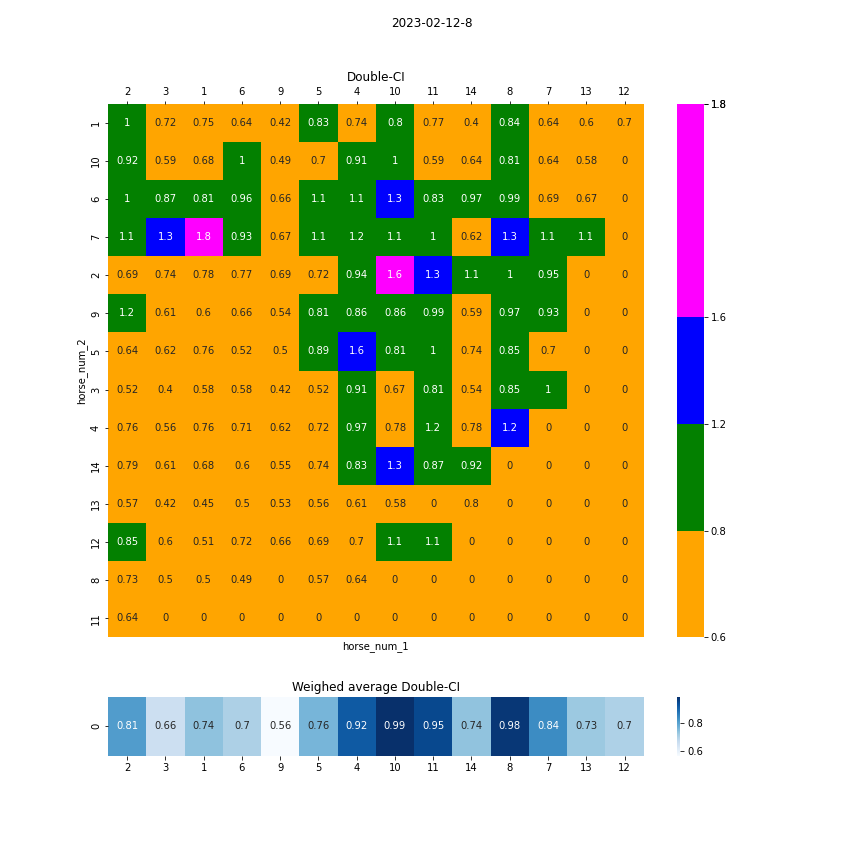 2023-02-12-8
Double-CI
2 3 1 6 9 5 4 10 11 14 8 7 13 12
1 1 0.72 0.75 0.64 0.42 0.83 0.74 0.8 0.77 0.4 0.84 0.64 0.6 0.7
10 0.92 0.59 0.68 1 0.49 0.7 0.91 1 0.59 0.64 0.81 0.64 0.58 0
6 1 0.87 0.81 0.96 0.66 1.1 1.1 1.3 0.83 0.97 0.99 0.69 0.67 0
7 1.1 1.3 1.8 0.93 0.67 1.1 1.2 1.1 1 0.62 1.3 1.1 1.1 0
2 0.69 0.74 0.78 0.77 0.69 0.72 0.94 1.6 1.3 1.1 1 0.95 0 0
9 1.2 0.61 0.6 0.66 0.54 0.81 0.86 0.86 0.99 0.59 0.97 0.93 0 0
5 0.64 0.62 0.76 0.52 0.5 0.89 1.6 0.81 1 0.74 0.85 0.7 0 0
3 0.52 0.4 0.58 0.58 0.42 0.52 0.91 0.67 0.81 0.54 0.85 1 0 0
4 0.76 0.56 0.76 0.71 0.62 0.72 0.97 0.78 1.2 0.78 1.2 0 0 0
14 0.79 0.61 0.68 0.6 0.55 0.74 0.83 1.3 0.87 0.92 0 0 0 0
13 0.57 0.42 0.45 0.5 0.53 0.56 0.61 0.58 0 0.8 0 0 0 0
12 0.85 0.6 0.51 0.72 0.66 0.69 0.7 1.1 1.1 0 0 0 0 0
8 0.73 0.5 0.5 0.49 0 0.57 0.64 0 0 0 0 0 0 0
11 0.64 0 0 0 0 0 0 0 0 0 0 0 0 0
horse_num_2
horse_num_1
1.8
1.6
1.2
0.8
0.6
Weighed average Double-CI
0 0.81 0.66 0.74 0.7 0.56 0.76 0.92 0.99 0.95 0.74 0.98 0.84 0.73 0.7
2 3 1 6 9 5 4 10 11 14 8 7 13 12
0.8
0.6